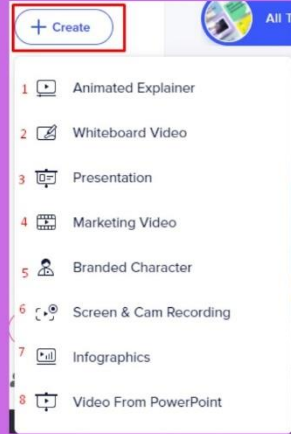 + Create
All T
1 Animated Explainer
2 Whiteboard Video
3 Presentation
4 Marketing Video
5 Branded Character
6 Screen & Cam Recording
7 Infographics
8 Video From PowerPoint